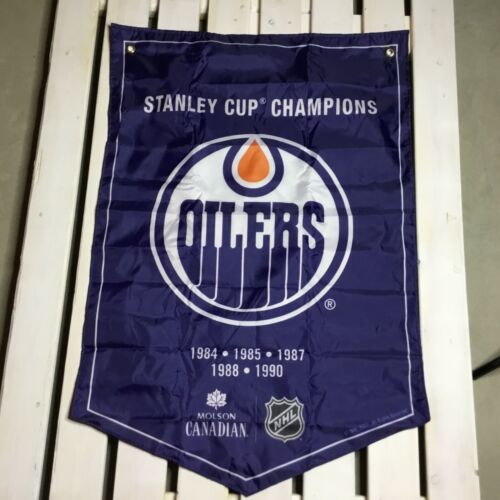 STANLEY CUP® CHAMPIONS
OILERS
®
1984 • 1985 • 1987
1988 • 1990
MOLSON
CANADIAN
NHL